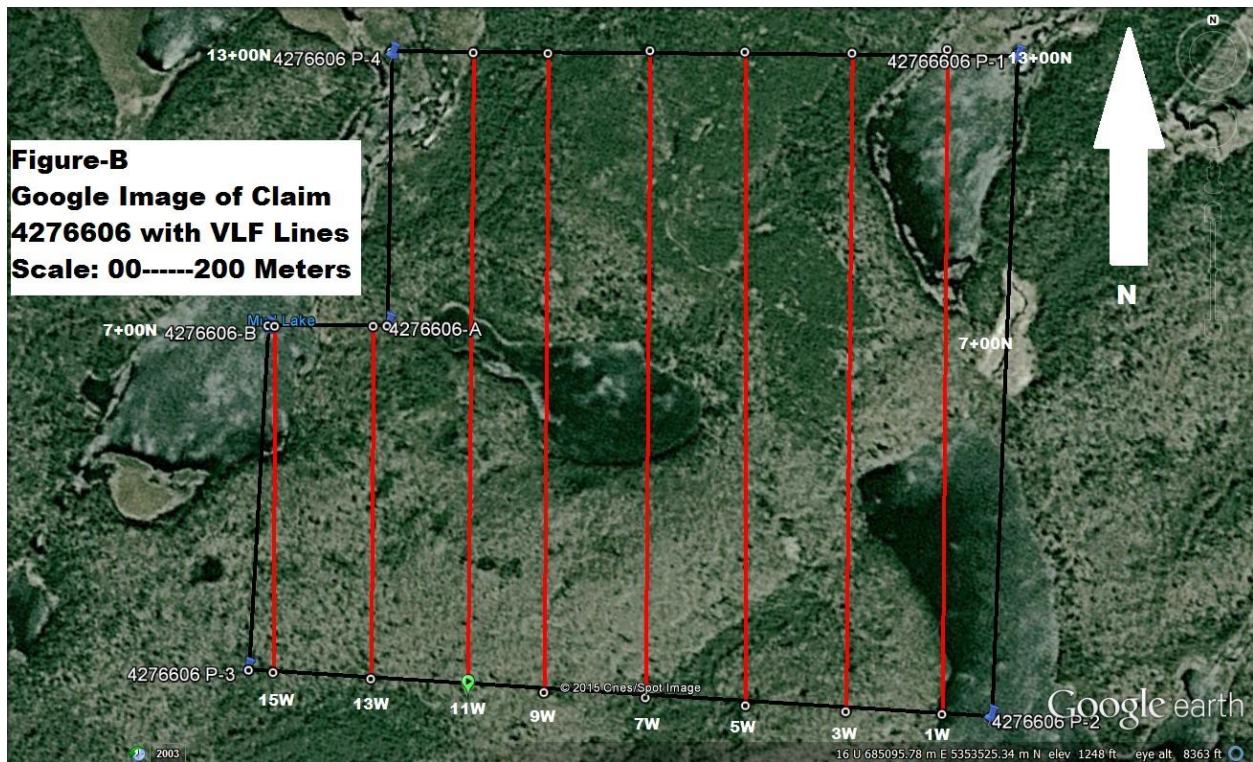 N
13+00N
4276606 P-4
42766606 P-1
13+00N
Figure-B
Google Image of Claim
4276606 with VLF Lines
Scale: 00------200 Meters
N
7+00N
4276606-B
Mud Lake
4276606-A
7+00N
4276606 P-3
15W
13W
11W
9W
7W
5W
3W
1W
© 2015 Cnes/Spot Image
4276606 P-2
Google earth
2003
16 U 685095.78 m E 5353525.34 m N elev 1248 ft eye alt 8363 ft